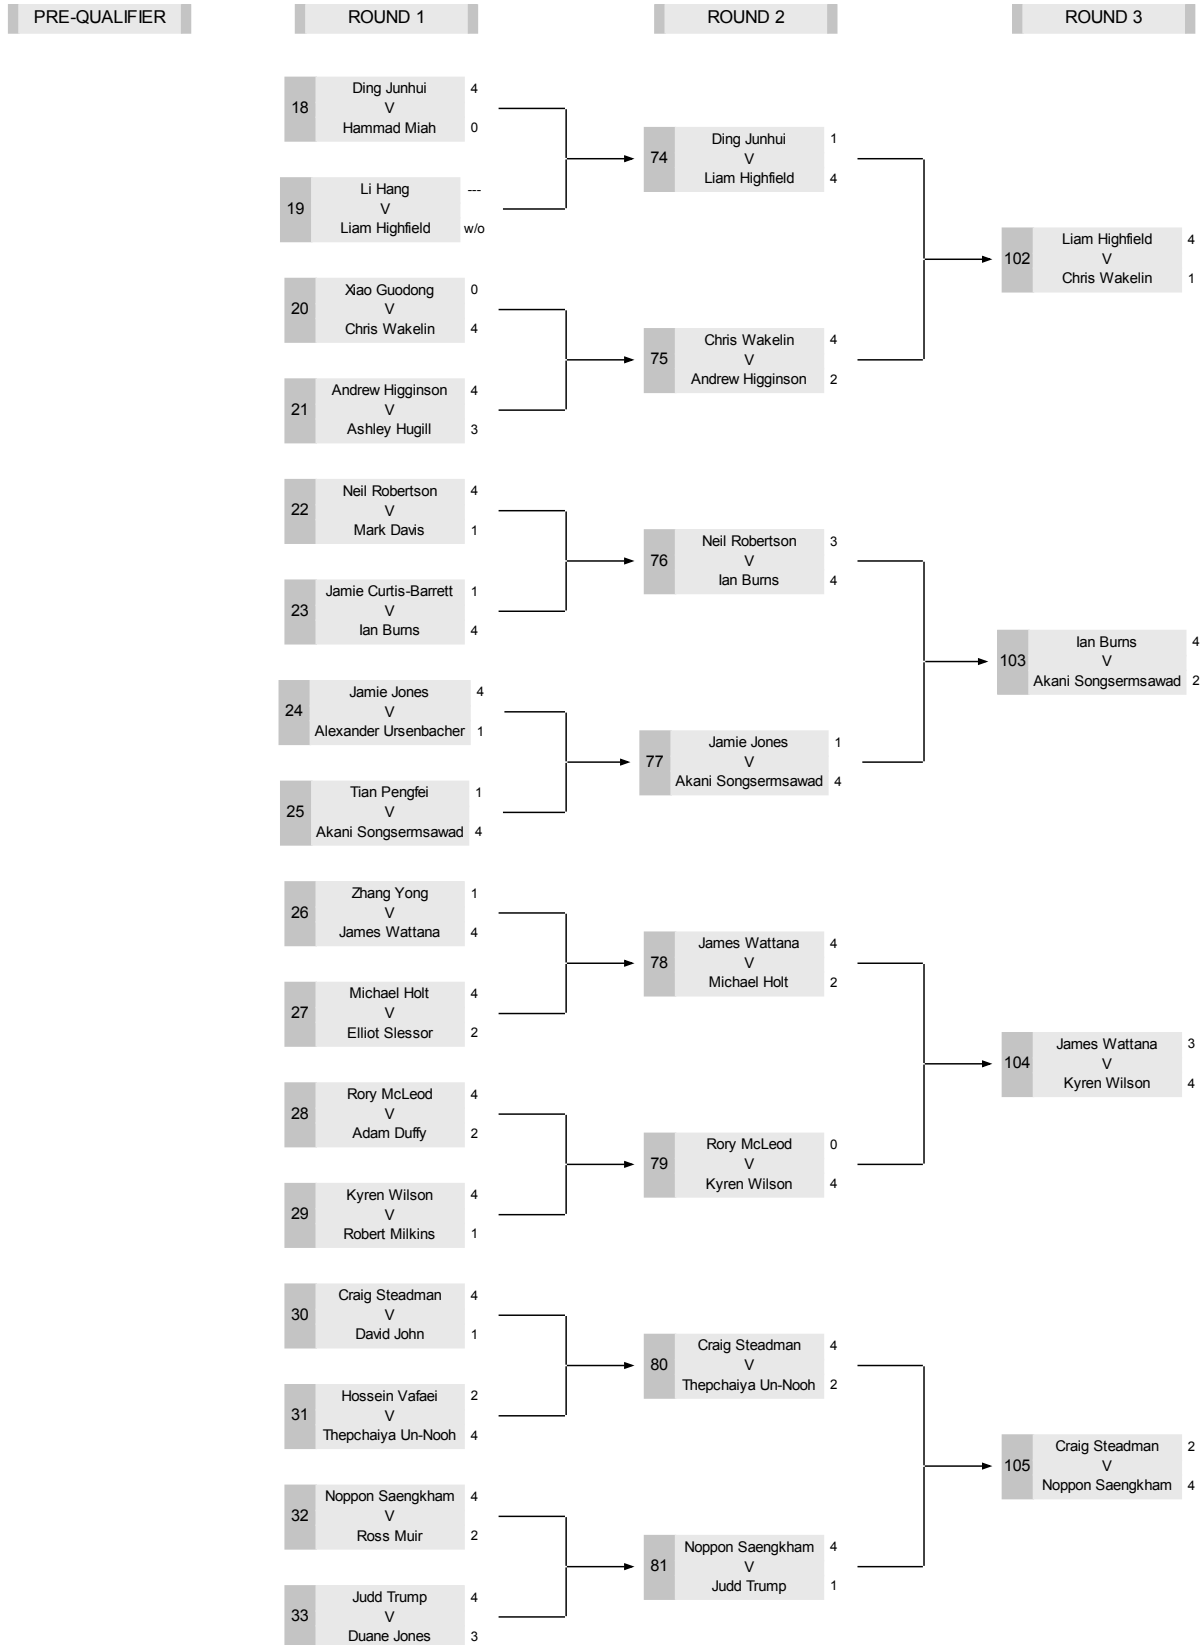 PRE-QUALIFIER
ROUND 1
ROUND 2
ROUND 3
18
Ding Junhui 4
V
Hammad Miah 0
19
Li Hang ---
V
Liam Highfield w/o
20
Xiao Guodong 0
V
Chris Wakelin 4
21
Andrew Higginson 4
V
Ashley Hugill 3
22
Neil Robertson 4
V
Mark Davis 1
23
Jamie Curtis-Barrett 1
V
Ian Burns 4
24
Jamie Jones 4
V
Alexander Ursenbacher 1
25
Tian Pengfei 1
V
Akani Songsermsawad 4
26
Zhang Yong 1
V
James Wattana 4
27
Michael Holt 4
V
Elliot Slessor 2
28
Rory McLeod 4
V
Adam Duffy 2
29
Kyren Wilson 4
V
Robert Milkins 1
30
Craig Steadman 4
V
David John 1
31
Hossein Vafaei 2
V
Thepchaiya Un-Nooh 4
32
Noppon Saengkham 4
V
Ross Muir 2
33
Judd Trump 4
V
Duane Jones 3
74
Ding Junhui 1
V
Liam Highfield 4
75
Chris Wakelin 4
V
Andrew Higginson 2
76
Neil Robertson 3
V
Ian Burns 4
77
Jamie Jones 1
V
Akani Songsermsawad 4
78
James Wattana 4
V
Michael Holt 2
79
Rory McLeod 0
V
Kyren Wilson 4
80
Craig Steadman 4
V
Thepchaiya Un-Nooh 2
81
Noppon Saengkham 4
V
Judd Trump 1
102
Liam Highfield 4
V
Chris Wakelin 1
103
Ian Burns 4
V
Akani Songsermsawad 2
104
James Wattana 3
V
Kyren Wilson 4
105
Craig Steadman 2
V
Noppon Saengkham 4